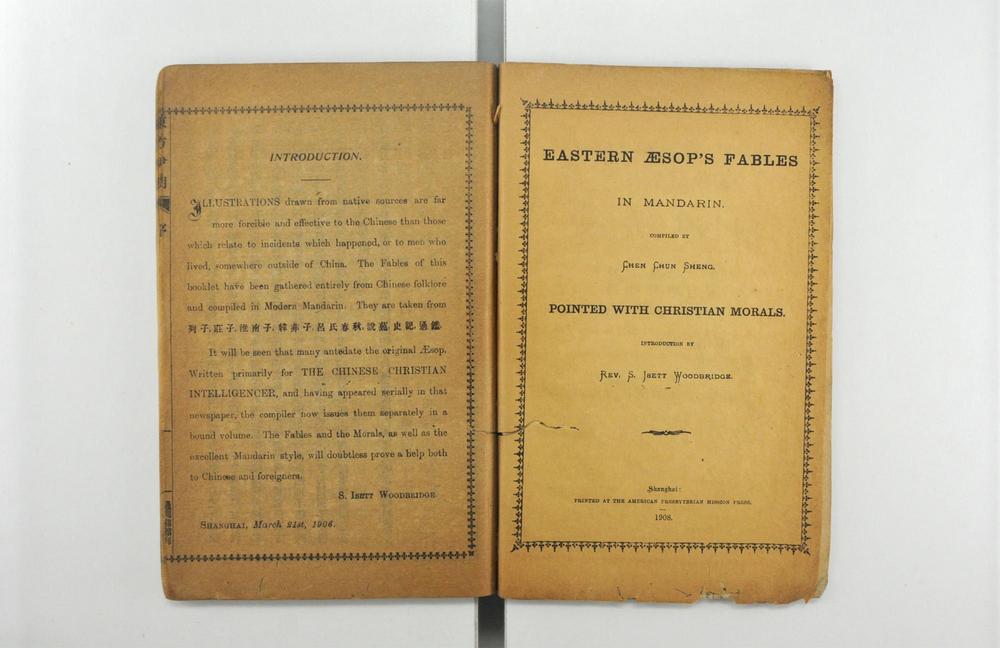 INTRODUCTION.
ILLUSTRATIONS drawn from native sources are far
more forcible and effective to the Chinese than those
which relate to incidents which happened, or to men who
lived, somewhere outside of China. The Fables of this
booklet have been gathered entirely from Chinese folklore
and compiled in Modern Mandarin. They are taken from
列子, 莊子, 淮南子, 韓非子, 呂氏春秋, 說苑, 史記, 通鑑.
It will be seen that many antedate the original Æsop.
Written primarily for THE CHINESE CHRISTIAN
INTELLIGENCER, and having appeared serially in that
newspaper, the compiler now issues them separately in a
bound volume. The Fables and the Morals, as well as the
excellent Mandarin style, will doubtless prove a help both
to Chinese and foreigners.
S. ISETT WOODBRIDGE.
SHANGHAI, March 21st, 1906.
EASTERN ÆSOP'S FABLES
IN MANDARIN.
COMPILED BY
CHEN CHUN SHENG.
POINTED WITH CHRISTIAN MORALS.
INTRODUCTION BY
REV. S. ISETT WOODBRIDGE.
Shanghai:
PRINTED AT THE AMERICAN PRESBYTERIAN MISSION PRESS.
1908.